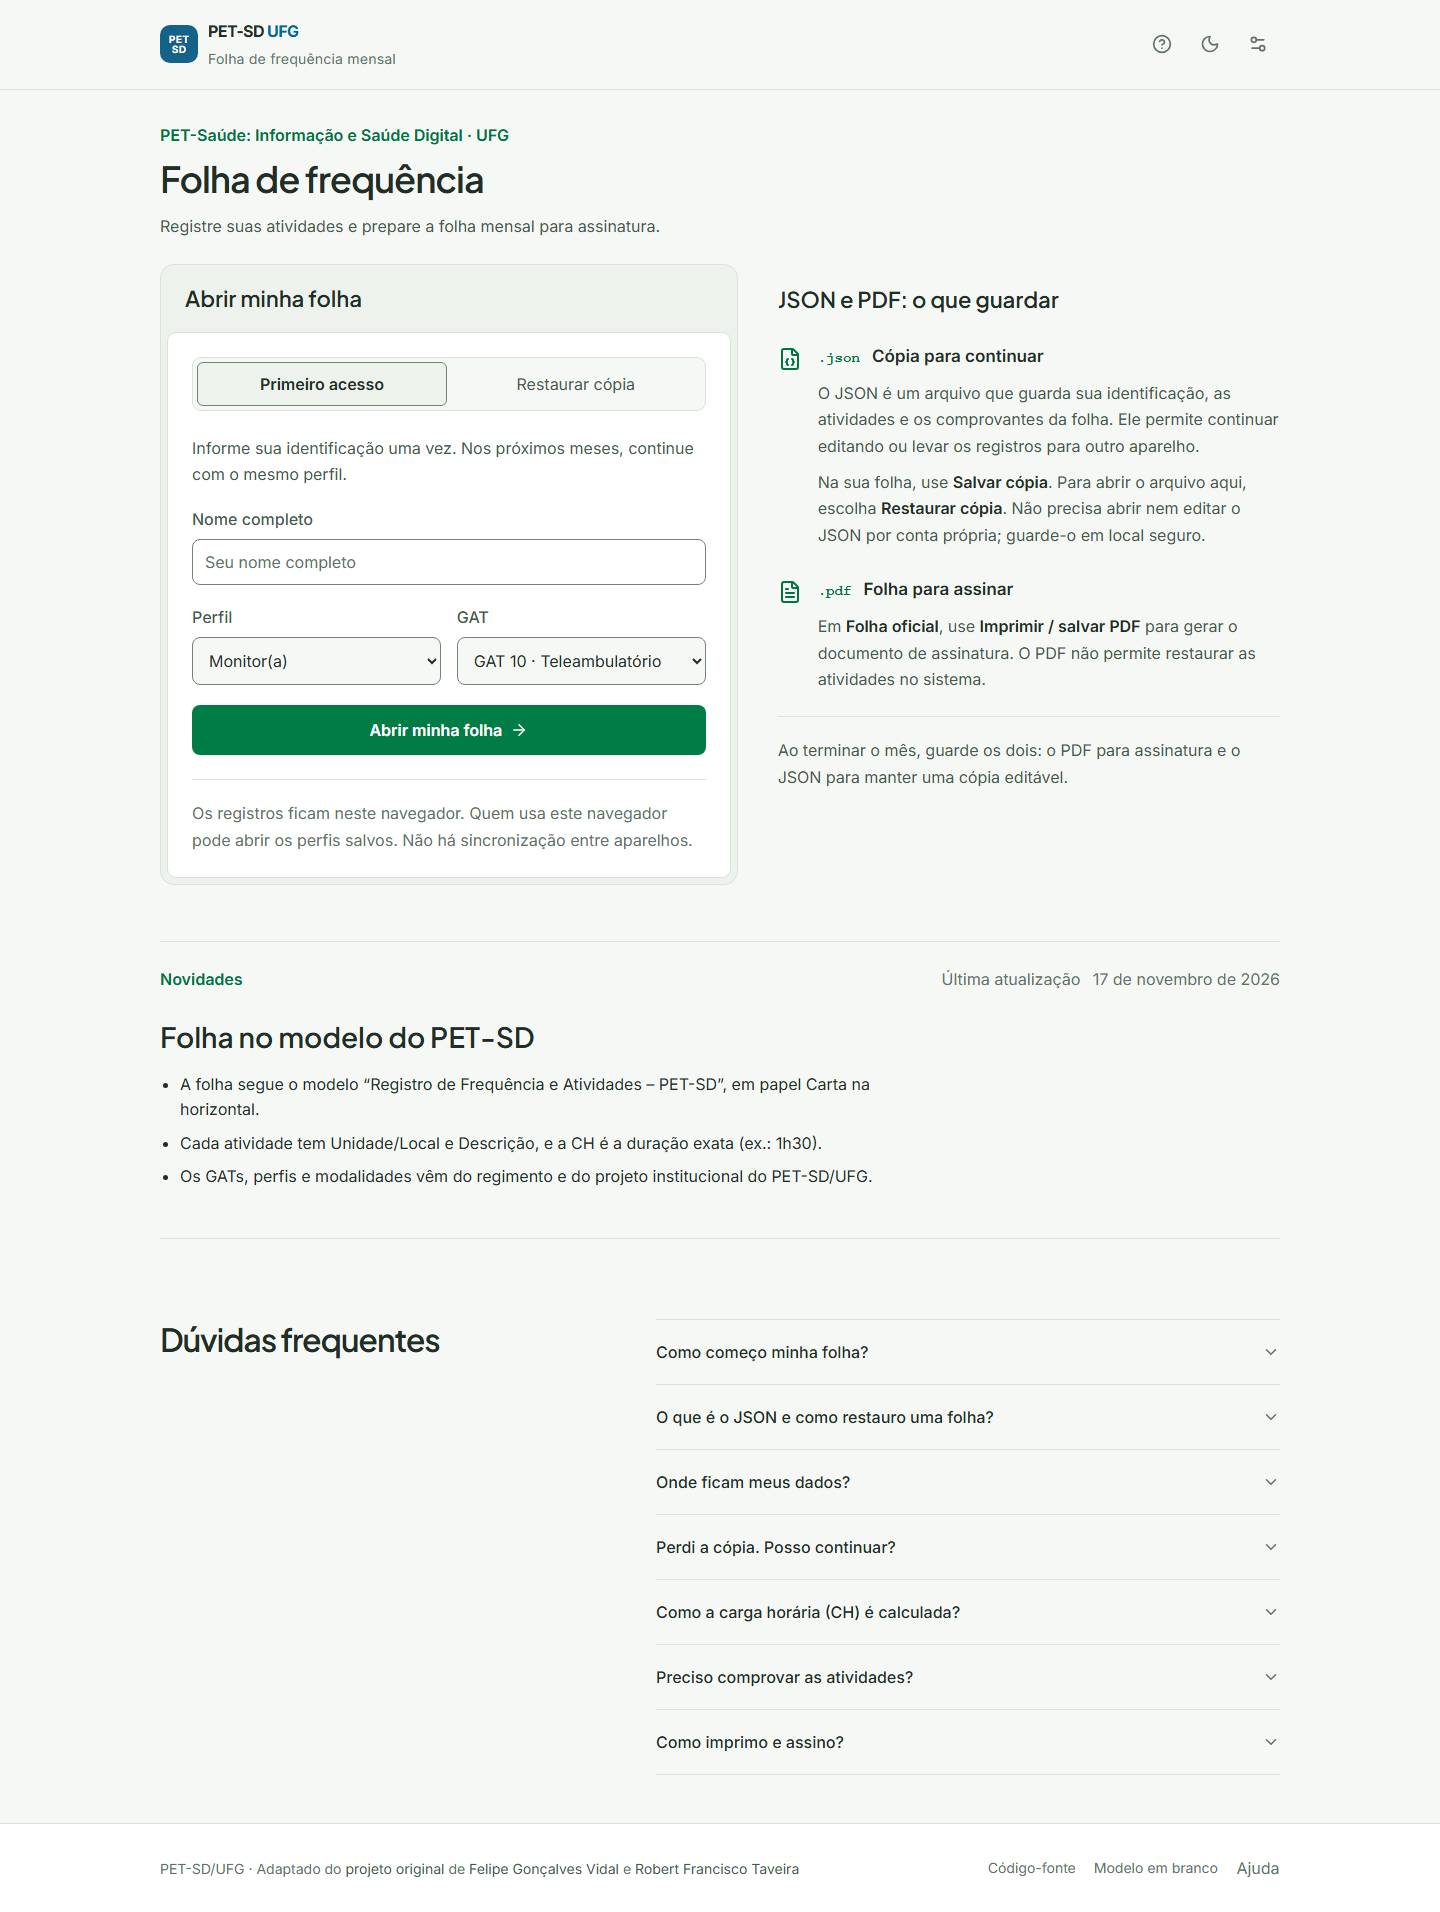 PET
SD
PET-SD UFG
Folha de frequência mensal
PET-Saúde: Informação e Saúde Digital · UFG
Folha de frequência
Registre suas atividades e prepare a folha mensal para assinatura.
Abrir minha folha
Primeiro acesso
Restaurar cópia
Informe sua identificação uma vez. Nos próximos meses, continue
com o mesmo perfil.
Nome completo
Seu nome completo
Perfil
GAT
Monitor(a)
GAT 10 · Teleambulatório
Abrir minha folha →
Os registros ficam neste navegador. Quem usa este navegador
pode abrir os perfis salvos. Não há sincronização entre aparelhos.
JSON e PDF: o que guardar
.json Cópia para continuar
O JSON é um arquivo que guarda sua identificação, as
atividades e os comprovantes da folha. Ele permite continuar
editando ou levar os registros para outro aparelho.
Na sua folha, use Salvar cópia. Para abrir o arquivo aqui,
escolha Restaurar cópia. Não precisa abrir nem editar o
JSON por conta própria; guarde-o em local seguro.
.pdf Folha para assinar
Em Folha oficial, use Imprimir / salvar PDF para gerar o
documento de assinatura. O PDF não permite restaurar as
atividades no sistema.
Ao terminar o mês, guarde os dois: o PDF para assinatura e o
JSON para manter uma cópia editável.
Novidades
Última atualização 17 de novembro de 2026
Folha no modelo do PET-SD
• A folha segue o modelo “Registro de Frequência e Atividades – PET-SD”, em papel Carta na
horizontal.
• Cada atividade tem Unidade/Local e Descrição, e a CH é a duração exata (ex.: 1h30).
• Os GATs, perfis e modalidades vêm do regimento e do projeto institucional do PET-SD/UFG.
Dúvidas frequentes
Como começo minha folha?
O que é o JSON e como restauro uma folha?
Onde ficam meus dados?
Perdi a cópia. Posso continuar?
Como a carga horária (CH) é calculada?
Preciso comprovar as atividades?
Como imprimo e assino?
PET-SD/UFG · Adaptado do projeto original de Felipe Gonçalves Vidal e Robert Francisco Taveira
Código-fonte
Modelo em branco
Ajuda